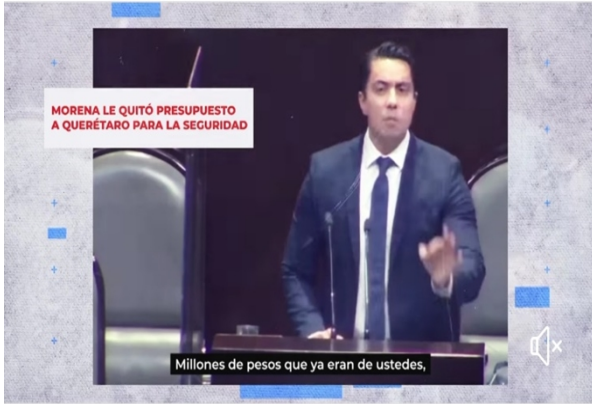 MORENA LE QUITÓ PRESUPUESTO
A QUERÉTARO PARA LA SEGURIDAD
Millones de pesos que ya eran de ustedes,